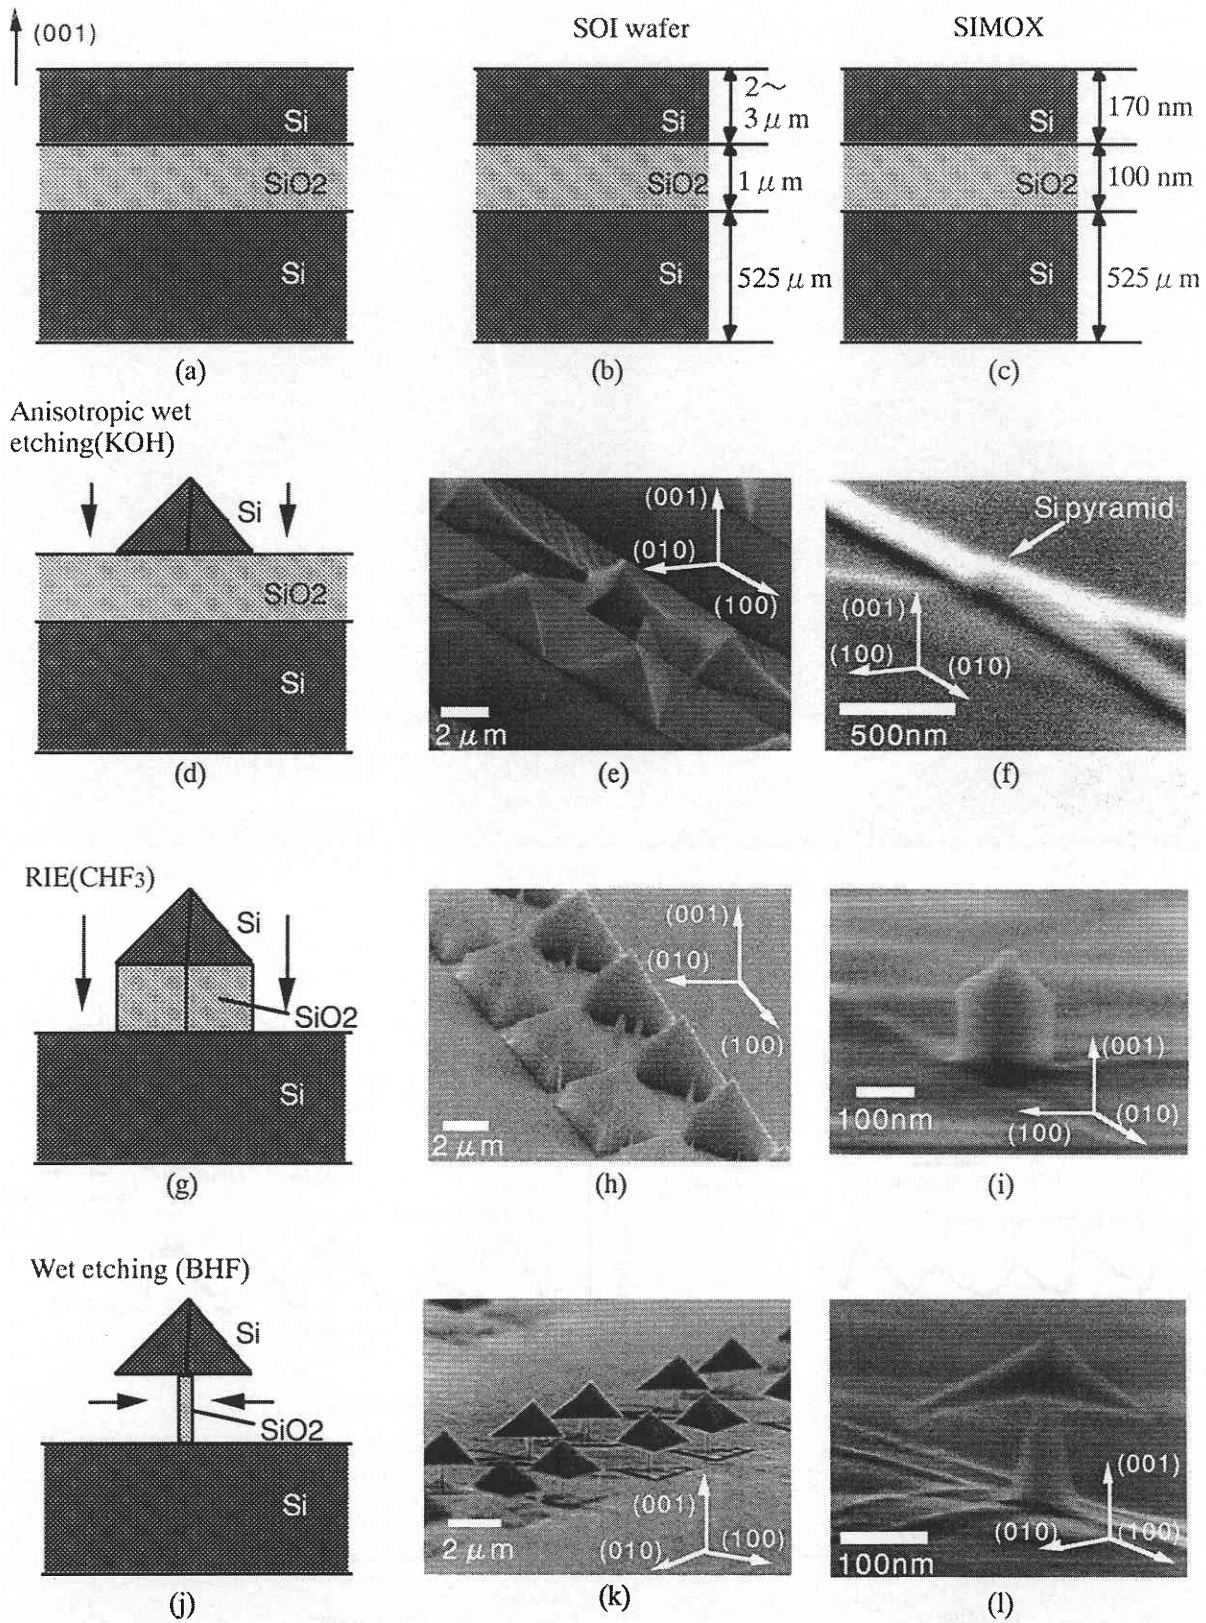 (001)
SOI wafer
SIMOX
Si
SiO2
Si
Si
SiO2
Si
2～
3 μ m
1 μ m
525 μ m
Si
SiO2
Si
170 nm
100 nm
525 μ m
(a)
(b)
(c)
Anisotropic wet
etching(KOH)
Si
SiO2
Si
(001)
(010)
(100)
2 μm
Si pyramid
(001)
(100)
(010)
500nm
(d)
(e)
(f)
RIE(CHF3)
Si
SiO2
Si
(001)
(010)
(100)
2 μm
(001)
(010)
(100)
100nm
(g)
(h)
(i)
Wet etching (BHF)
Si
SiO2
Si
(001)
(100)
(010)
2 μm
(001)
(010)
(100)
100nm
(j)
(k)
(l)